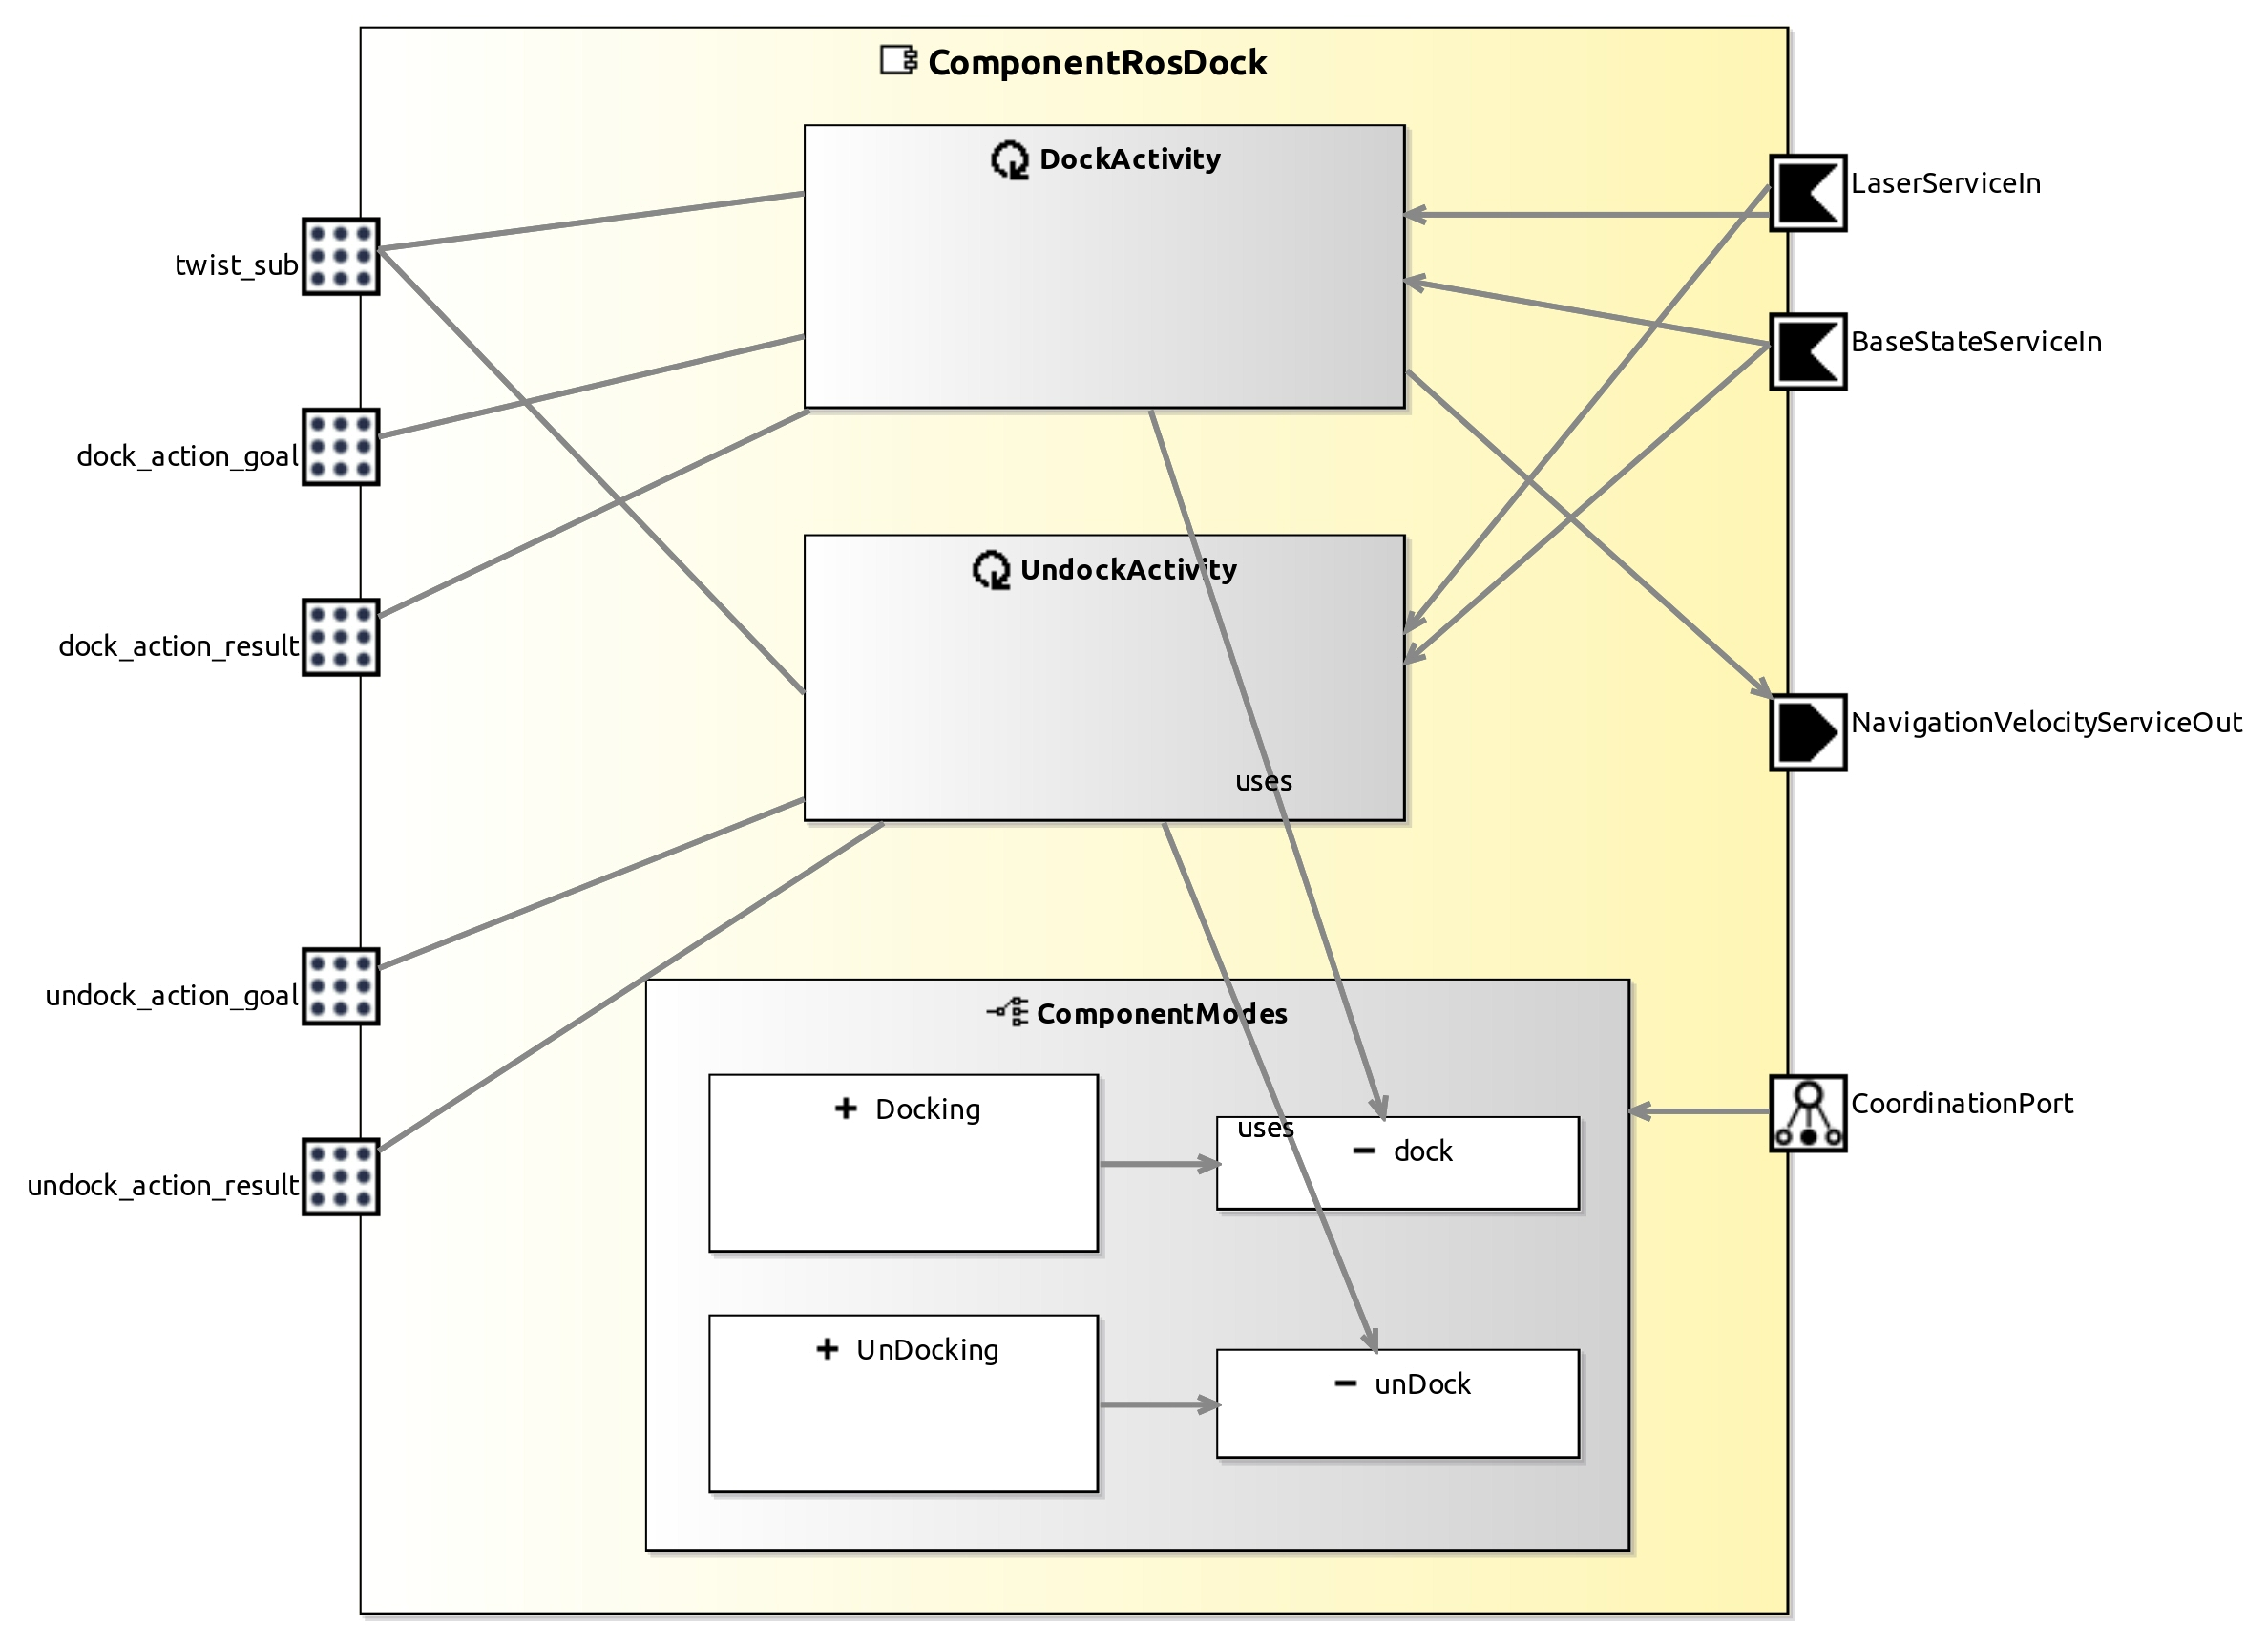 ComponentRosDock
DockActivity
LaserServiceIn
twist_sub
BaseStateServiceIn
dock_action_goal
UndockActivity
dock_action_result
NavigationVelocityServiceOut
uses
undock_action_goal
ComponentModes
CoordinationPort
Docking
uses
dock
undock_action_result
UnDocking
unDock